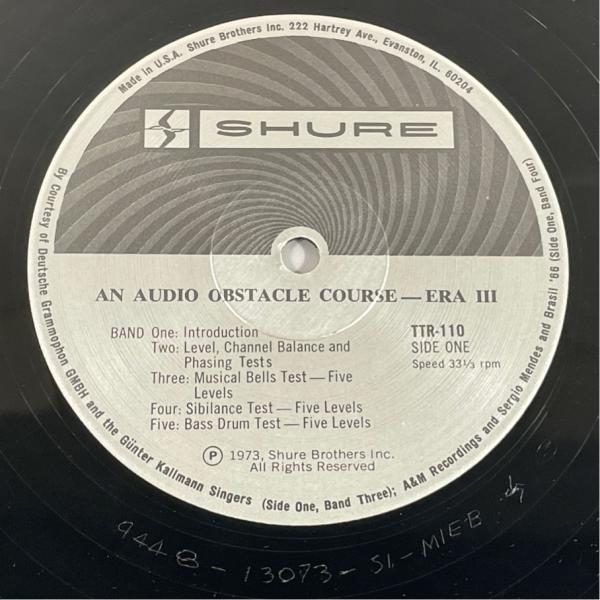 Made in U.S.A. Shure Brothers Inc. 222 Hartrey Ave., Evanston, IL. 60204
SHURE
AN AUDIO OBSTACLE COURSE — ERA III
BAND One: Introduction
Two: Level, Channel Balance and
Phasing Tests
Three: Musical Bells Test — Five
Levels
Four: Sibilance Test — Five Levels
Five: Bass Drum Test — Five Levels
TTR-110
SIDE ONE
Speed 33⅓ rpm
Ⓟ 1973, Shure Brothers Inc.
All Rights Reserved
By Courtesy of Deutsche Grammophon GMBH and the Günter Kallmann Singers (Side One, Band Three); A&M Recordings and Sergio Mendes and Brasil '66 (Side One, Band Four)
944 B - 13073 - S1 - M1EB